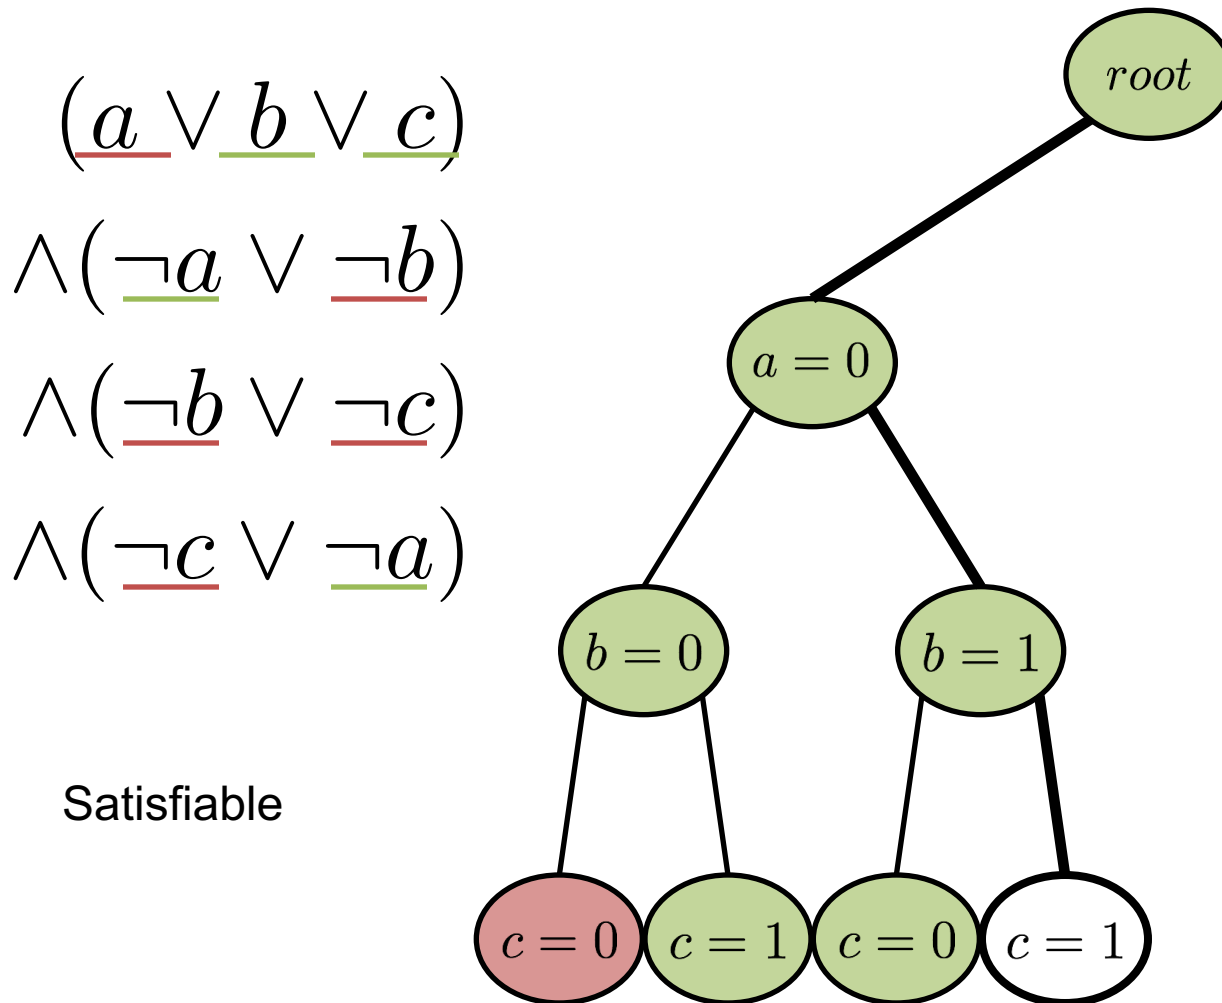 (a ∨ b ∨ c)
∧(¬a ∨ ¬b)
∧(¬b ∨ ¬c)
∧(¬c ∨ ¬a)
Satisfiable
root
a = 0
b = 0
b = 1
c = 0
c = 1
c = 0
c = 1